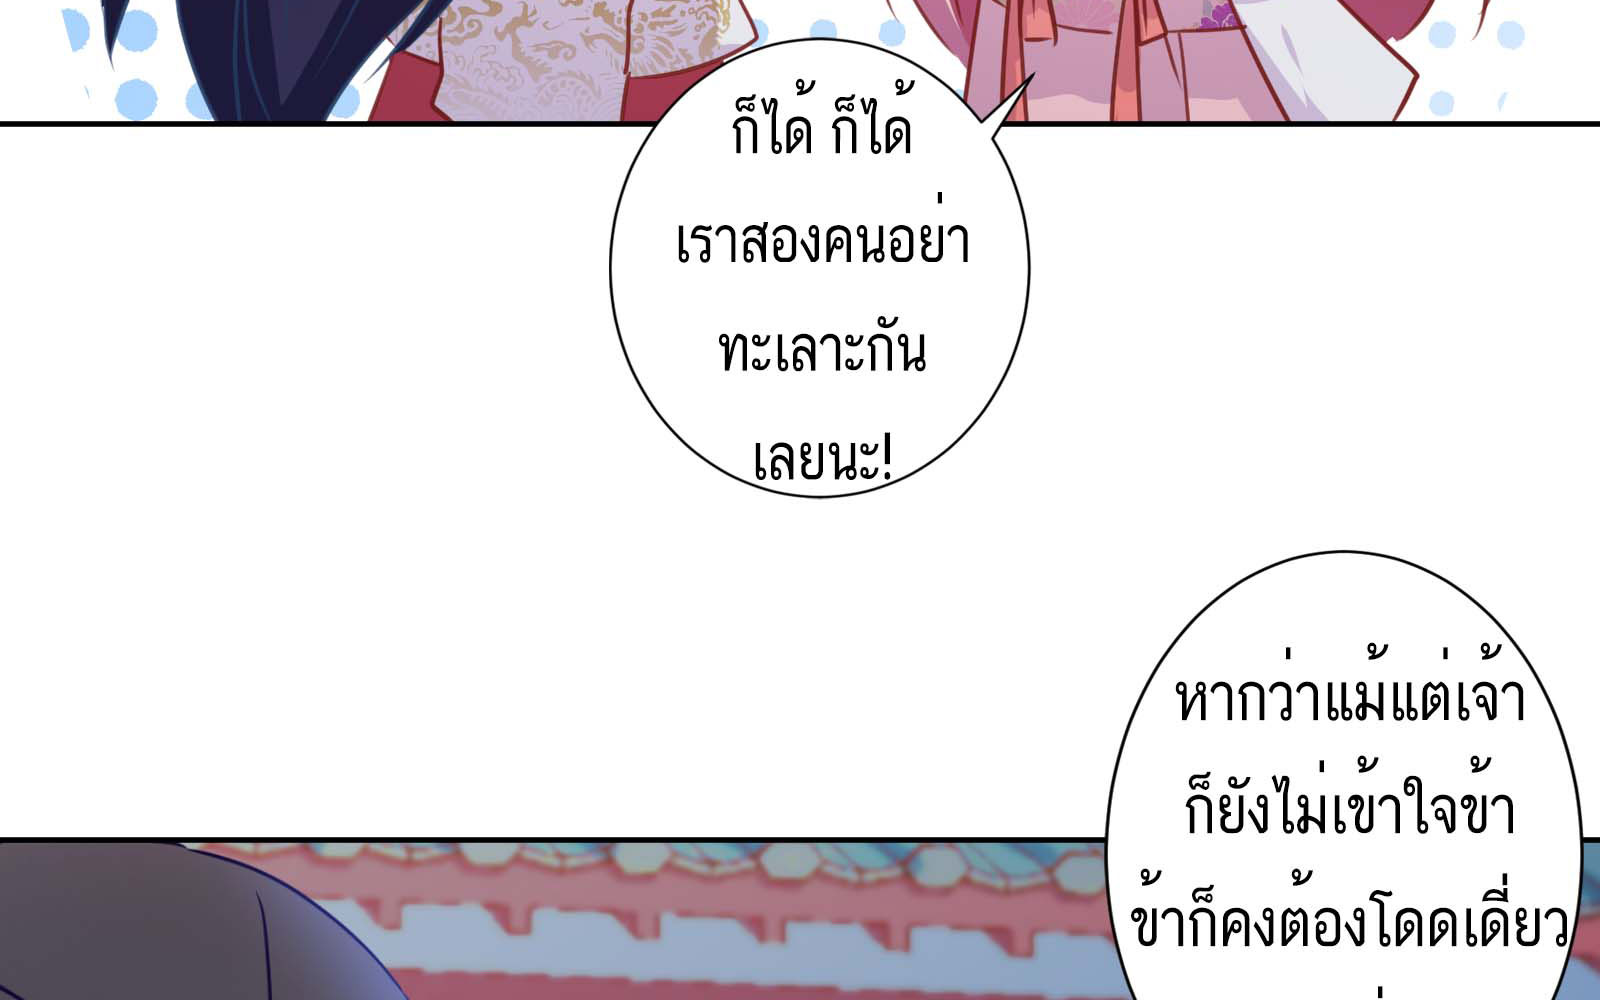 ก็ได้ ก็ได้
เราสองคนอย่า
ทะเลาะกัน
เลยนะ!
หากว่าแม้แต่เจ้า
ก็ยังไม่เข้าใจข้า
ข้าก็คงต้องโดดเดี่ยว